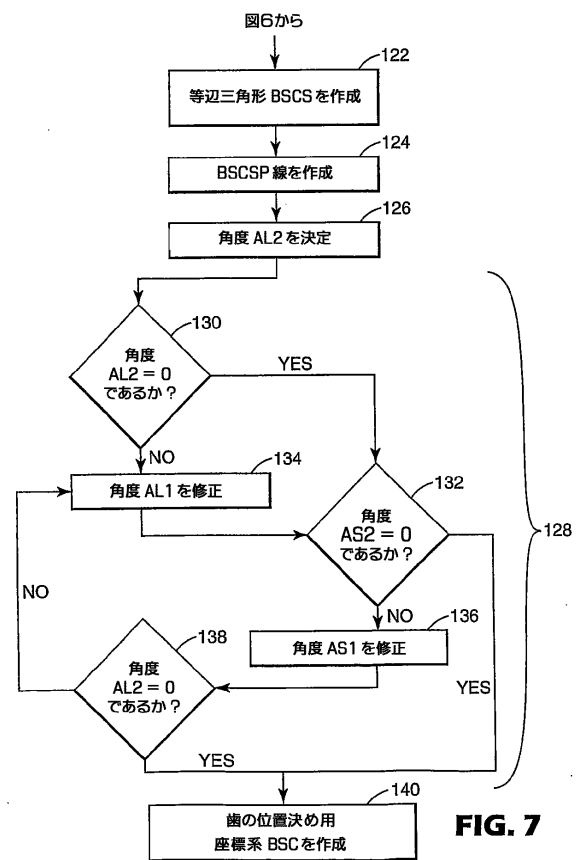 図6から
122
等辺三角形 BSCS を作成
124
BSCSP 線を作成
126
角度 AL2 を決定
130
角度
AL2 = 0
であるか?
YES
NO
134
角度 AL1 を修正
132
角度
AS2 = 0
であるか?
128
NO
NO
136
138
角度 AS1 を修正
角度
AL2 = 0
であるか?
YES
YES
140
歯の位置決め用
座標系 BSC を作成
FIG. 7